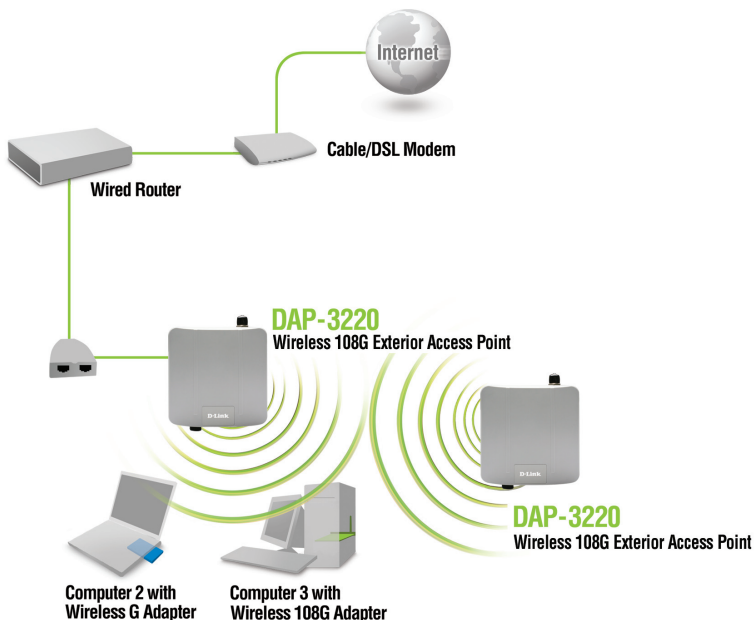 Internet
Cable/DSL Modem
Wired Router
DAP-3220
Wireless 108G Exterior Access Point
D-Link
D-Link
DAP-3220
Wireless 108G Exterior Access Point
Computer 2 with
Wireless G Adapter
Computer 3 with
Wireless 108G Adapter